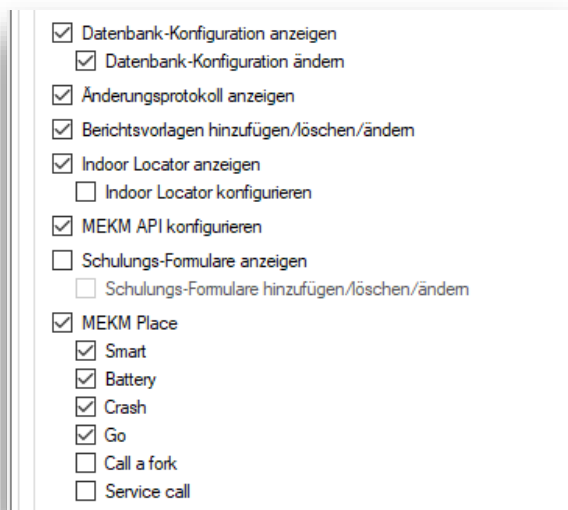 Datenbank-Konfiguration anzeigen
Datenbank-Konfiguration ändern
Änderungsprotokoll anzeigen
Berichtsvorlagen hinzufügen/löschen/ändern
Indoor Locator anzeigen
Indoor Locator konfigurieren
MEKM API konfigurieren
Schulungs-Formulare anzeigen
Schulungs-Formulare hinzufügen/löschen/ändern
MEKM Place
Smart
Battery
Crash
Go
Call a fork
Service call